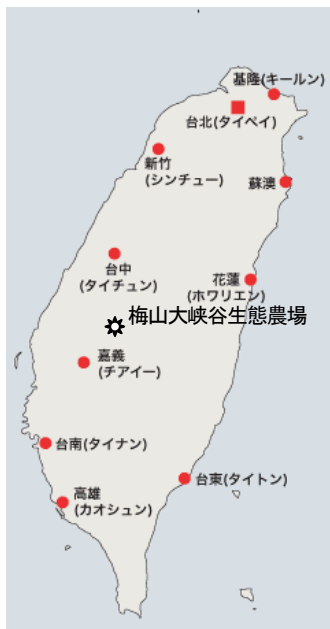 基隆(キールン)
台北(タイペイ)
新竹
(シンチュー)
蘇澳
台中
(タイチュン)
花蓮
(ホワリエン)
梅山大峡谷生態農場
嘉義
(チアイー)
台南(タイナン)
台東(タイトン)
高雄
(カオシュン)